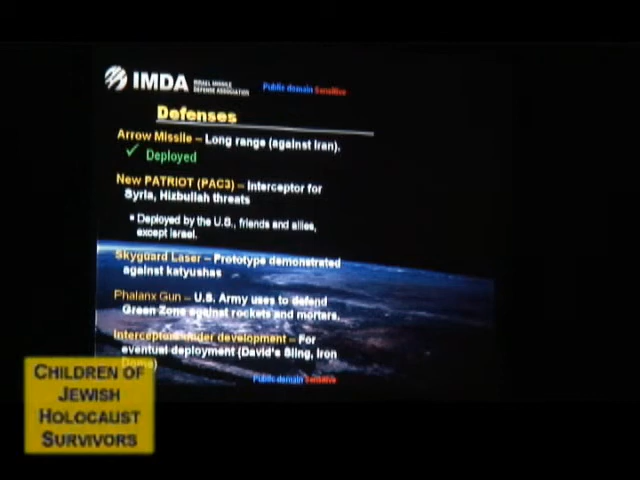 IMDA ISRAEL MISSILE
DEFENSE ASSOCIATION
Public domain Sensitive
Defenses
Arrow Missile – Long range (against Iran).
✓ Deployed
New PATRIOT (PAC3) – Interceptor for
Syria, Hizbullah threats
▪ Deployed by the U.S., friends and allies,
except Israel.
Skyguard Laser – Prototype demonstrated
against katyushas
Phalanx Gun – U.S. Army uses to defend
Green Zone against rockets and mortars.
Interceptors under development – For
eventual deployment (David's Sling, Iron
Dome)
Public domain Sensitive
CHILDREN OF
JEWISH
HOLOCAUST
SURVIVORS